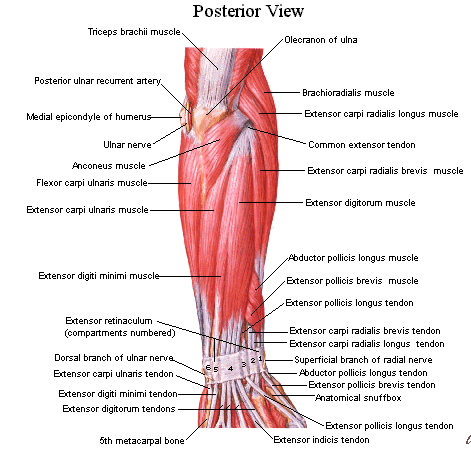 Posterior View
Triceps brachii muscle
Olecranon of ulna
Posterior ulnar recurrent artery
Brachioradialis muscle
Medial epicondyle of humerus
Extensor carpi radialis longus muscle
Ulnar nerve
Common extensor tendon
Anconeus muscle
Extensor carpi radialis brevis muscle
Flexor carpi ulnaris muscle
Extensor digitorum muscle
Extensor carpi ulnaris muscle
Abductor pollicis longus muscle
Extensor digiti minimi muscle
Extensor pollicis brevis muscle
Extensor pollicis longus tendon
Extensor retinaculum
(compartments numbered)
Extensor carpi radialis brevis tendon
Extensor carpi radialis longus tendon
Dorsal branch of ulnar nerve
6 5 4 3 2 1
Superficial branch of radial nerve
Extensor carpi ulnaris tendon
Abductor pollicis longus tendon
Extensor pollicis brevis tendon
Extensor digiti minimi tendon
Anatomical snuffbox
Extensor digitorum tendons
Extensor pollicis longus tendon
5th metacarpal bone
Extensor indicis tendon